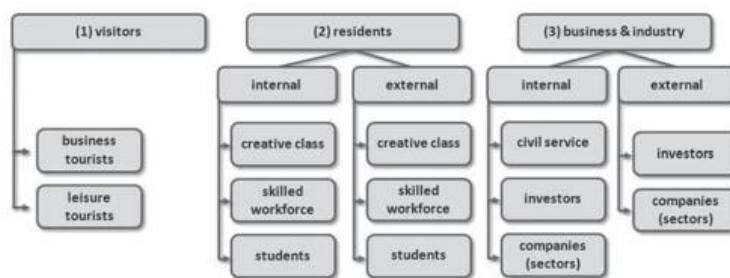 (1) visitors
business
tourists
leisure
tourists
(2) residents
internal
creative class
skilled
workforce
students
external
creative class
skilled
workforce
students
(3) business & industry
internal
civil service
investors
companies
(sectors)
external
investors
companies
(sectors)